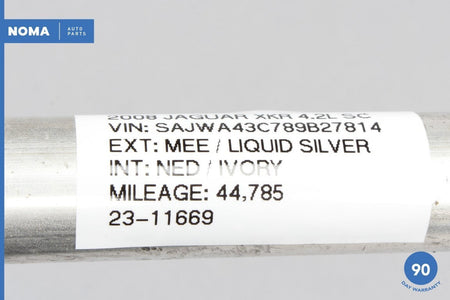 NOMA AUTO PARTS
2008 JAGUAR XKR 4.2L SC
VIN: SAJWA43C789B27814
EXT: MEE / LIQUID SILVER
INT: NED / IVORY
MILEAGE: 44,785
23-11669
90
DAY WARRANTY